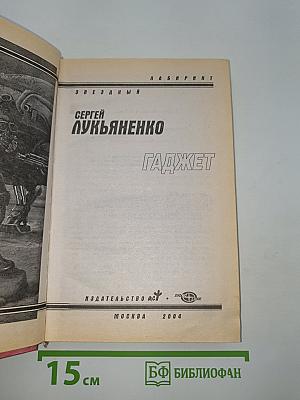 ЛАБИРИНТ
ЗВЕЗДНЫЙ
СЕРГЕЙ
ЛУКЬЯНЕНКО
ГАДЖЕТ
ИЗДАТЕЛЬСТВО АСТ
МОСКВА 2004
15 см
БФ БИБЛИОФАН